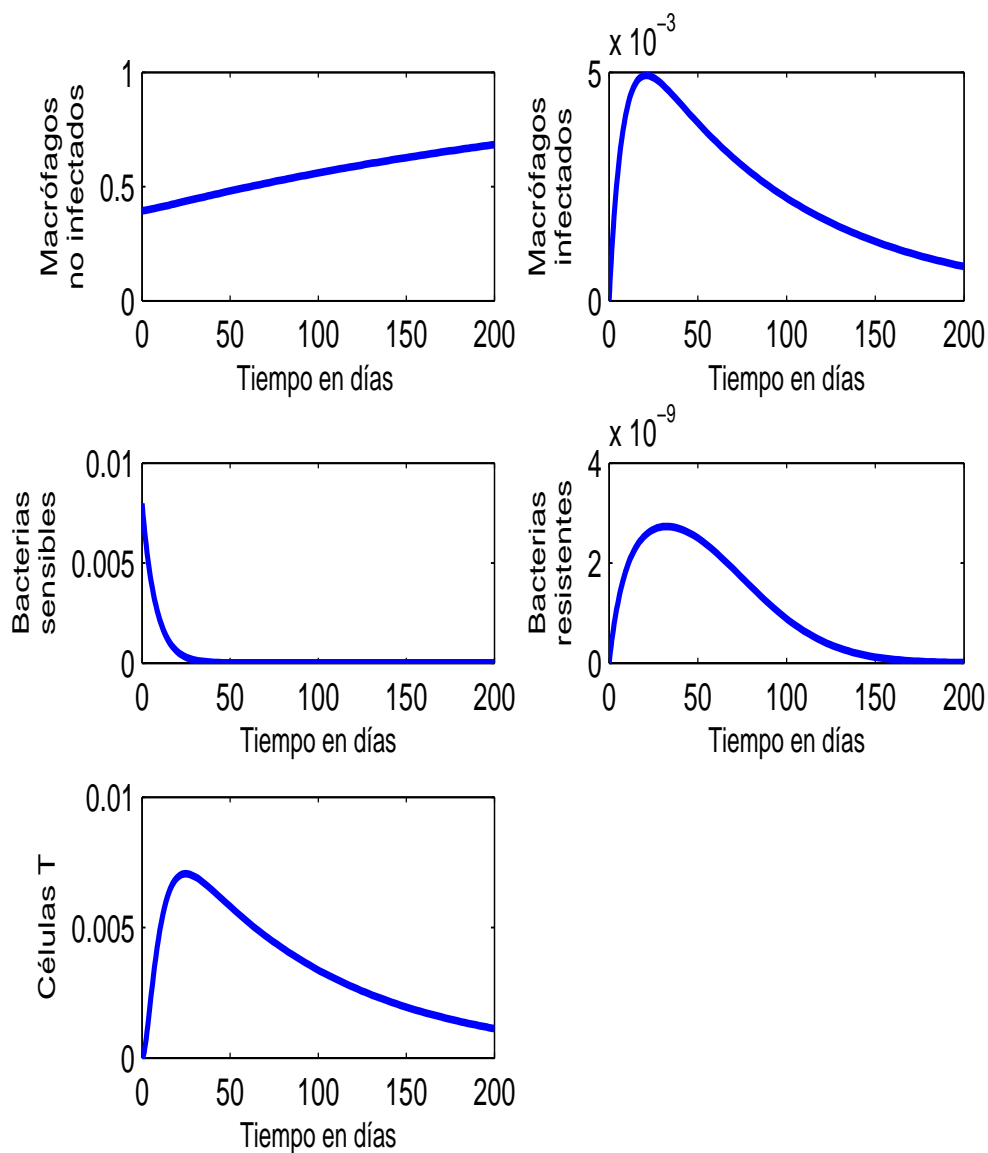 Macrófagos
no infectados
1
0.5
0
0 50 100 150 200
Tiempo en días
x 10⁻³
Macrófagos
infectados
5
0
0 50 100 150 200
Tiempo en días
Bacterias
sensibles
0.01
0.005
0
0 50 100 150 200
Tiempo en días
x 10⁻⁹
Bacterias
resistentes
4
2
0
0 50 100 150 200
Tiempo en días
Células T
0.01
0.005
0
0 50 100 150 200
Tiempo en días